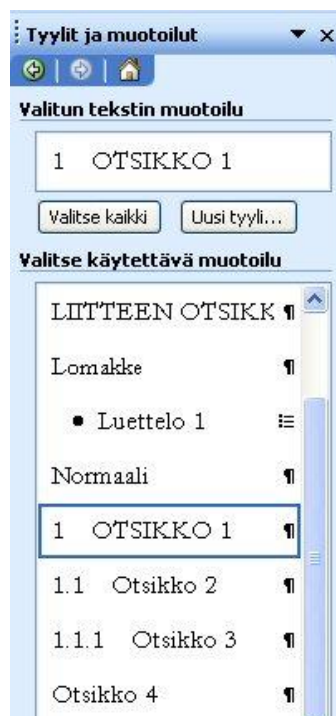 Tyylit ja muotoilut
Valitun tekstin muotoilu
1 OTSIKKO 1
Valitse kaikki Uusi tyyli...
Valitse käytettävä muotoilu
LIITTEEN OTSIKK ¶
Lomakke ¶
• Luettelo 1
Normaali ¶
1 OTSIKKO 1 ¶
1.1 Otsikko 2 ¶
1.1.1 Otsikko 3 ¶
Otsikko 4 ¶